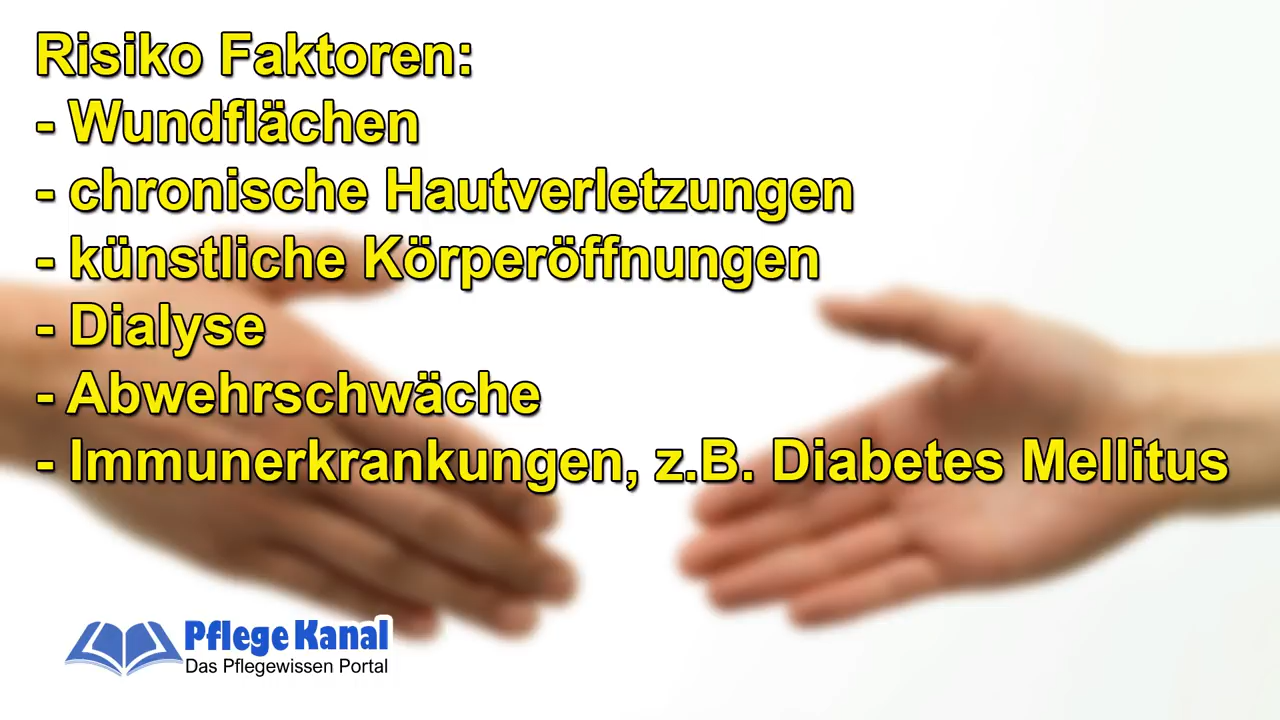 Risiko Faktoren:
- Wundflächen
- chronische Hautverletzungen
- künstliche Körperöffnungen
- Dialyse
- Abwehrschwäche
- Immunerkrankungen, z.B. Diabetes Mellitus
Pflege Kanal
Das Pflegewissen Portal